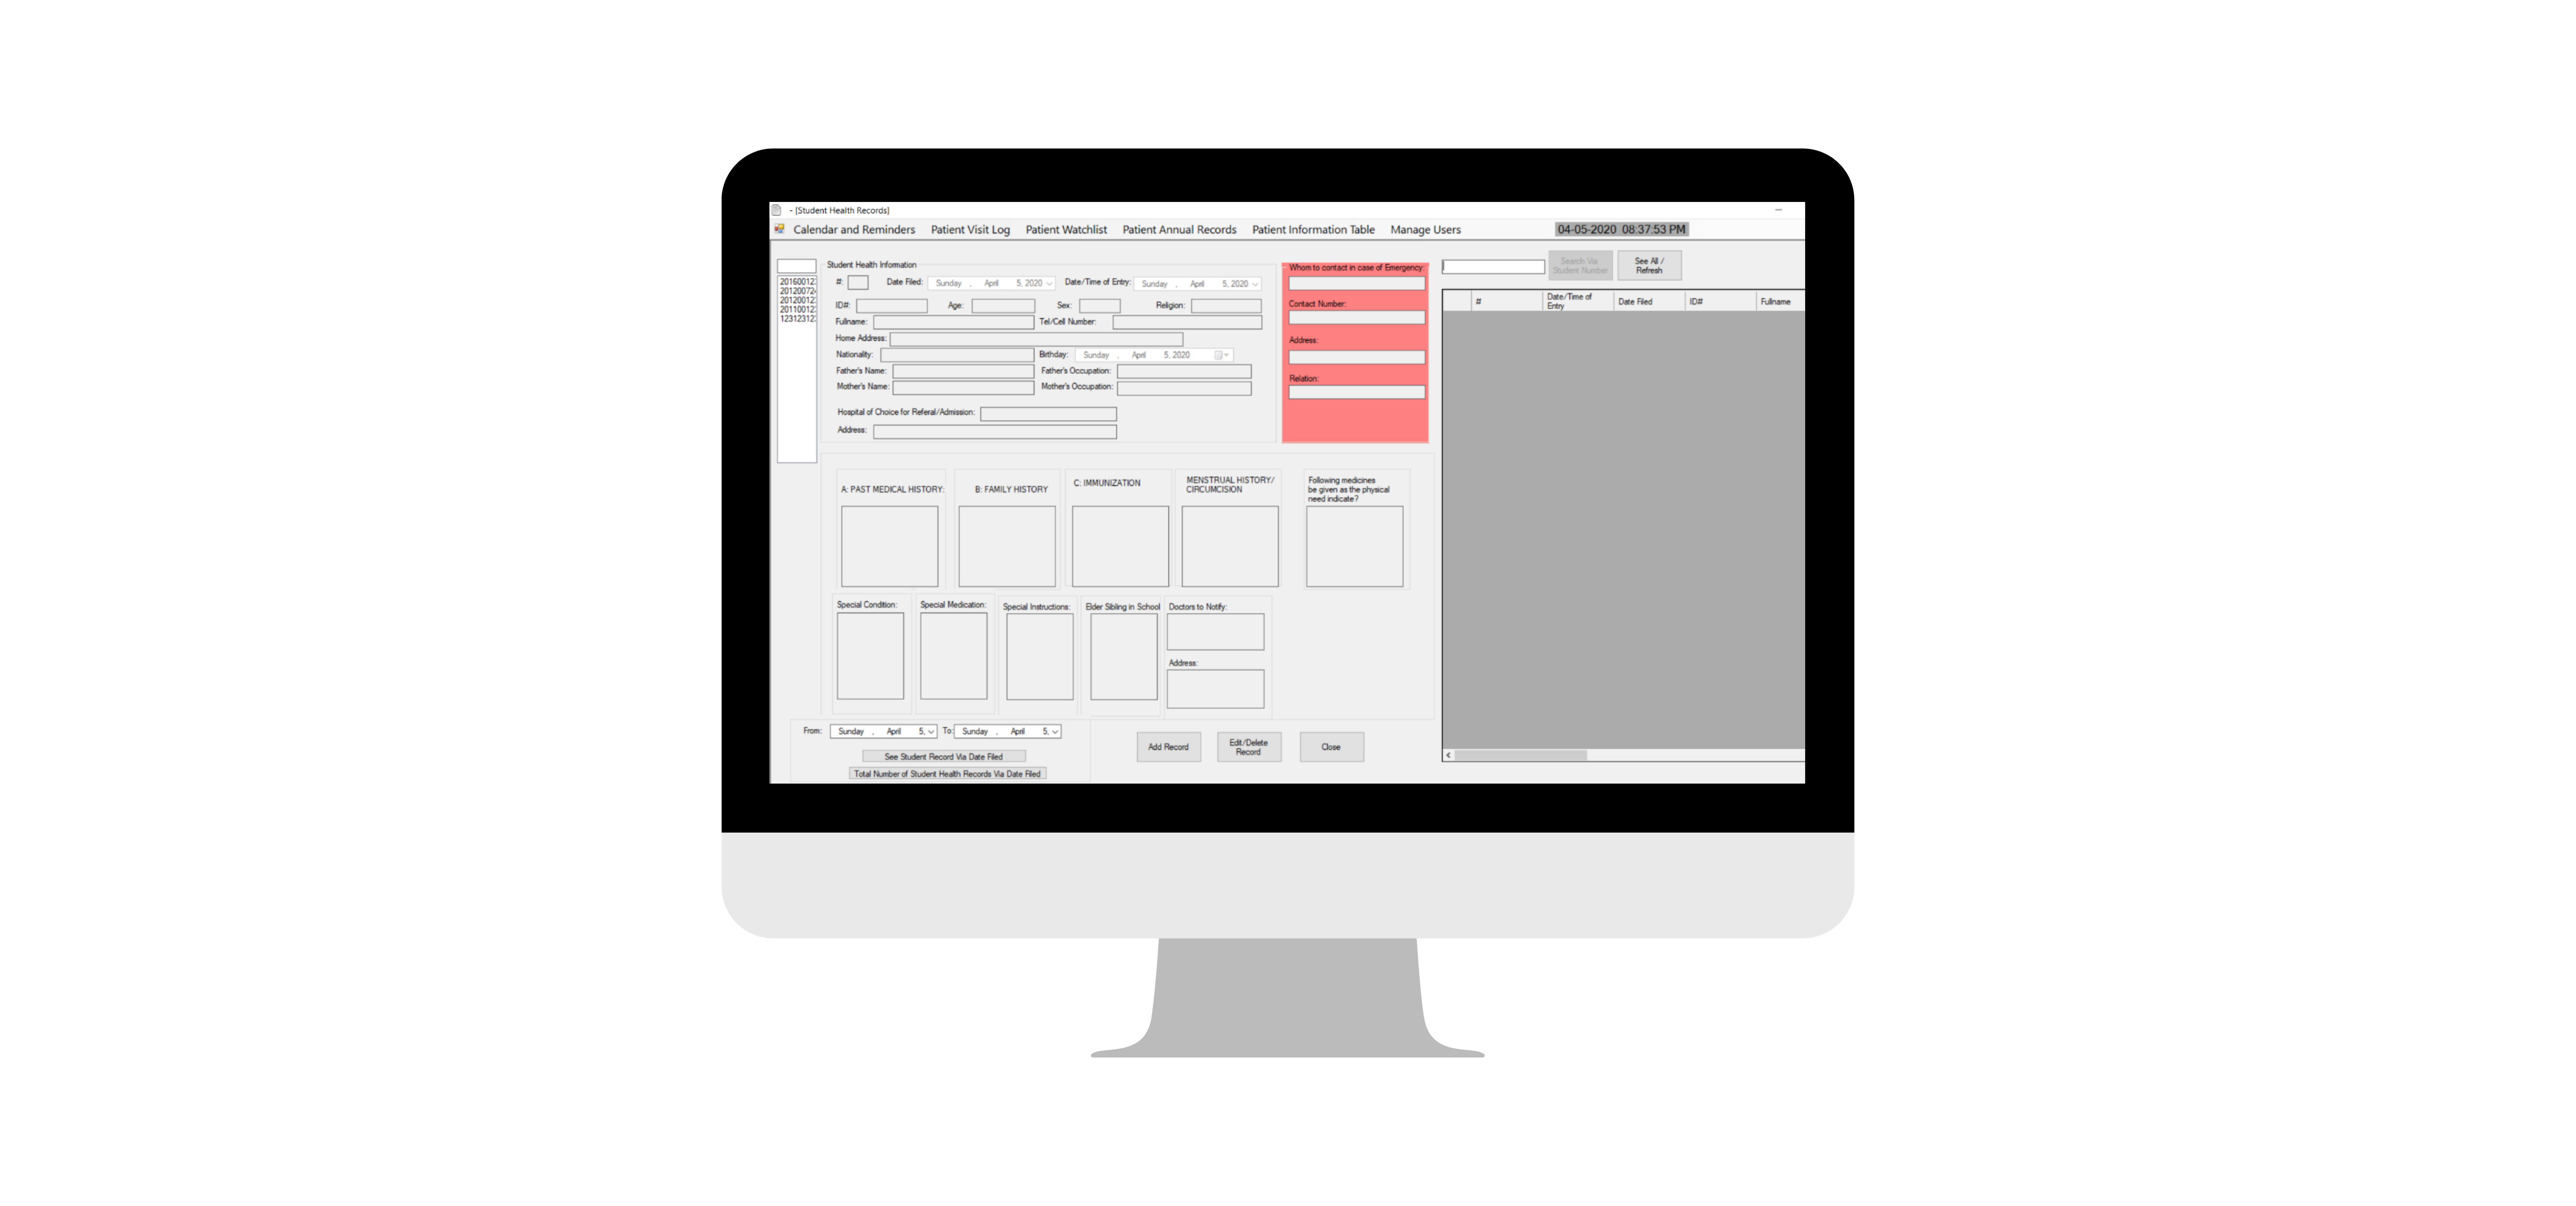 - [Student Health Records]
Calendar and Reminders Patient Visit Log Patient Watchlist Patient Annual Records Patient Information Table Manage Users 04-05-2020 08:37:53 PM
Student Health Information
#: Date Filed: Sunday , April 5, 2020 Date/Time of Entry: Sunday , April 5, 2020
ID#: Age: Sex: Religion:
Fullname: Tel/Cell Number:
Home Address:
Nationality: Birthday: Sunday , April 5, 2020
Father's Name: Father's Occupation:
Mother's Name: Mother's Occupation:
Hospital of Choice for Referal/Admission:
Address:
Whom to contact in case of Emergency:
Contact Number:
Address:
Relation:
Search Via
Student Number
See All /
Refresh
# Date/Time of
Entry
Date Filed ID# Fullname
A: PAST MEDICAL HISTORY:
B: FAMILY HISTORY
C: IMMUNIZATION
MENSTRUAL HISTORY/
CIRCUMCISION
Following medicines
be given as the physical
need indicate?
Special Condition: Special Medication: Special Instructions: Elder Sibling in School Doctors to Notify:
Address:
From: Sunday , April 5, To: Sunday , April 5,
See Student Record Via Date Filed
Total Number of Student Health Records Via Date Filed
Add Record
Edit/Delete
Record
Close